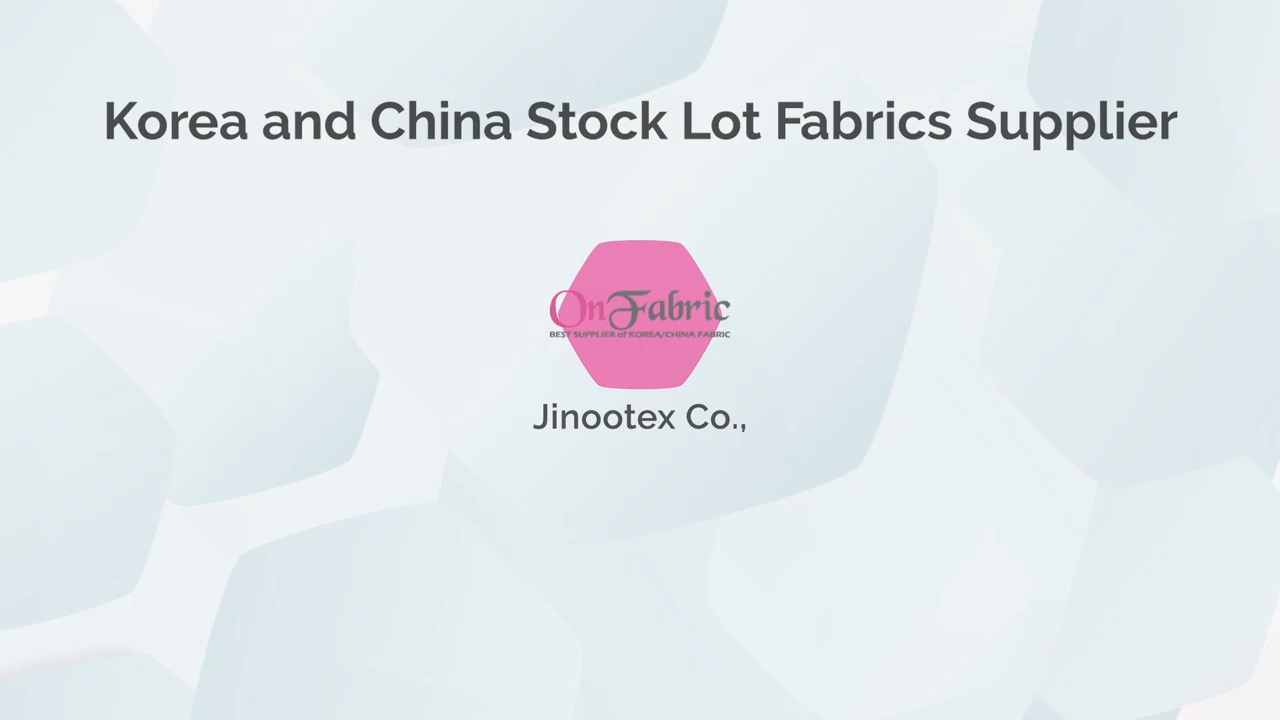 Korea and China Stock Lot Fabrics Supplier
OnFabric
BEST SUPPLIER of KOREA/CHINA FABRIC
Jinootex Co.,